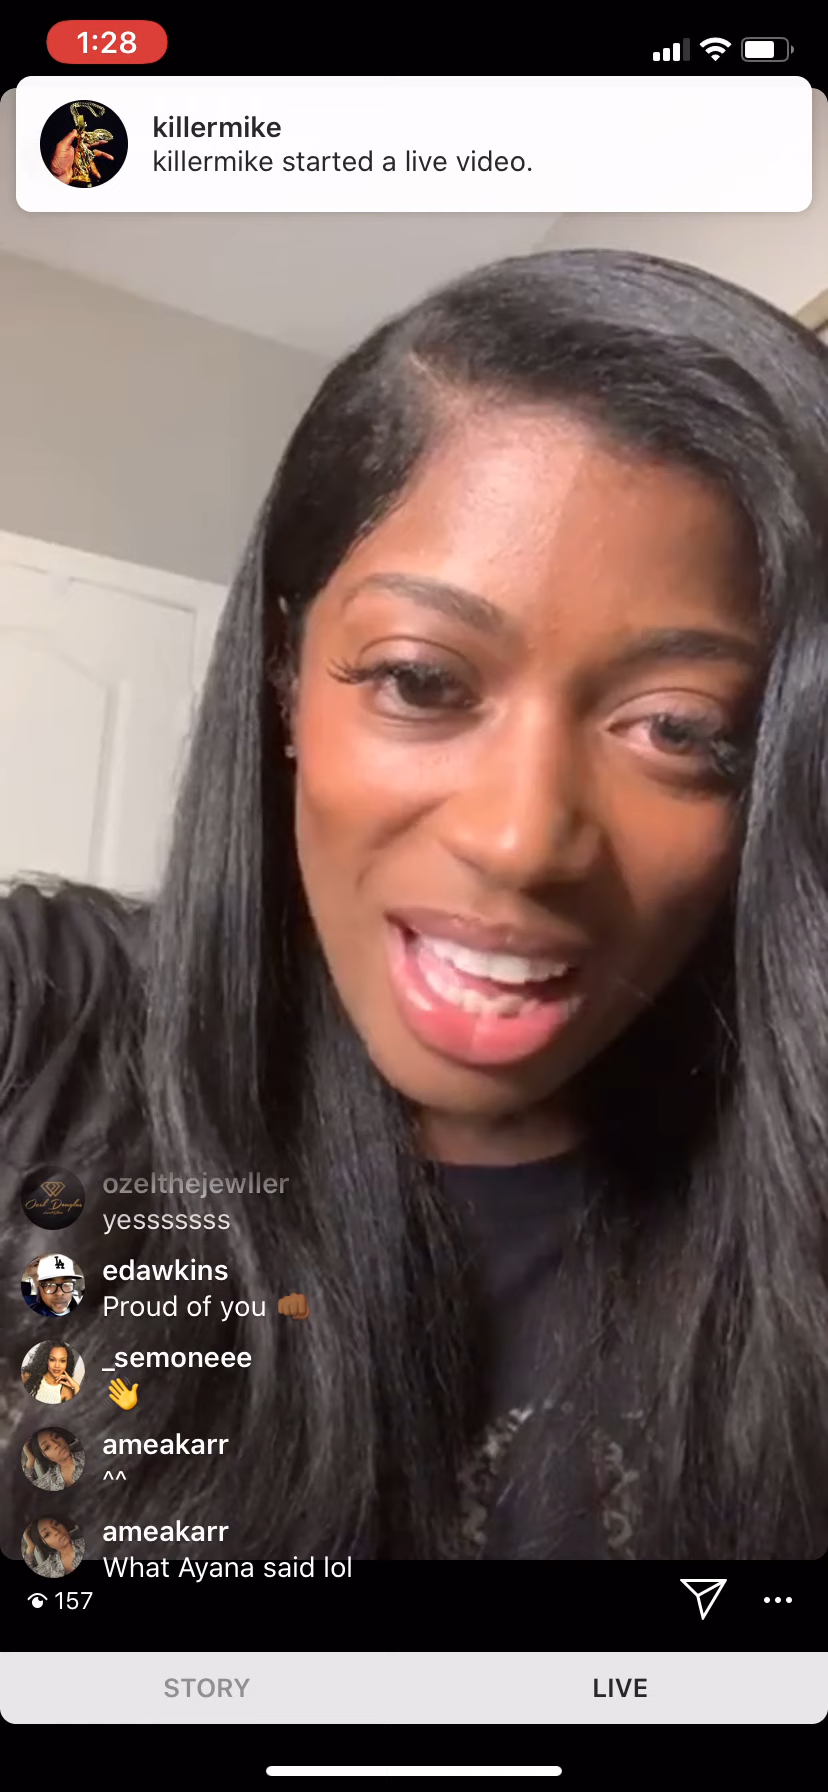 1:28
killermike
killermike started a live video.
ozelthejewller
yesssssss
edawkins
Proud of you 👊🏾
_semoneee
👋
ameakarr
^^
ameakarr
What Ayana said lol
157
STORY
LIVE